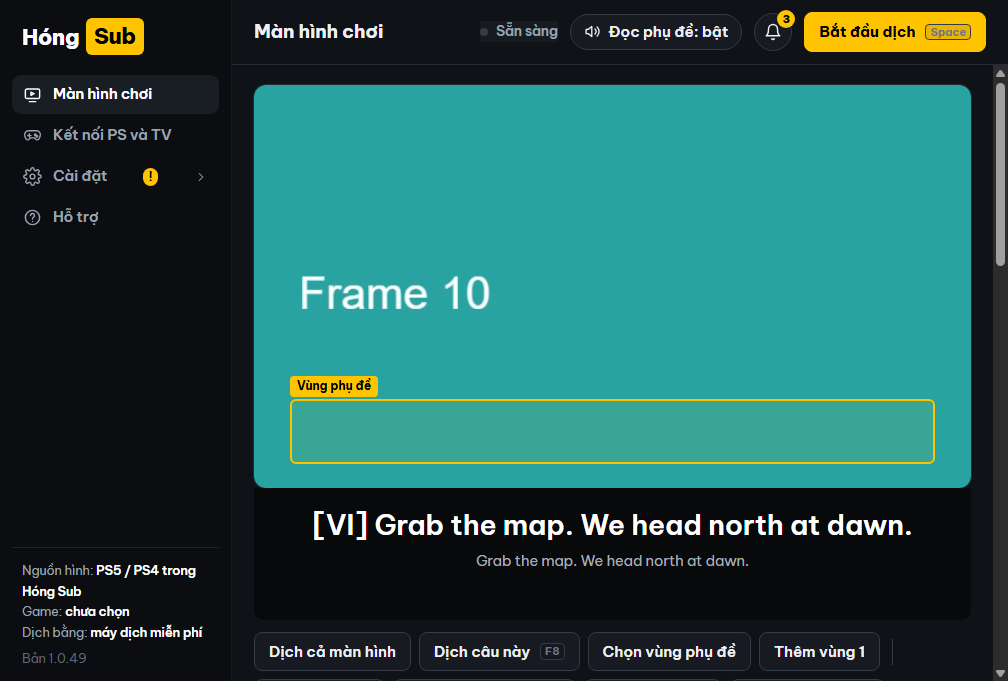 Hóng Sub
Màn hình chơi
Kết nối PS và TV
Cài đặt !
Hỗ trợ
Nguồn hình: PS5 / PS4 trong
Hóng Sub
Game: chưa chọn
Dịch bằng: máy dịch miễn phí
Bản 1.0.49
Màn hình chơi
Sẵn sàng
Đọc phụ đề: bật
3
Bắt đầu dịch Space
Frame 10
Vùng phụ đề
[VI] Grab the map. We head north at dawn.
Grab the map. We head north at dawn.
Dịch cả màn hình
Dịch câu này F8
Chọn vùng phụ đề
Thêm vùng 1